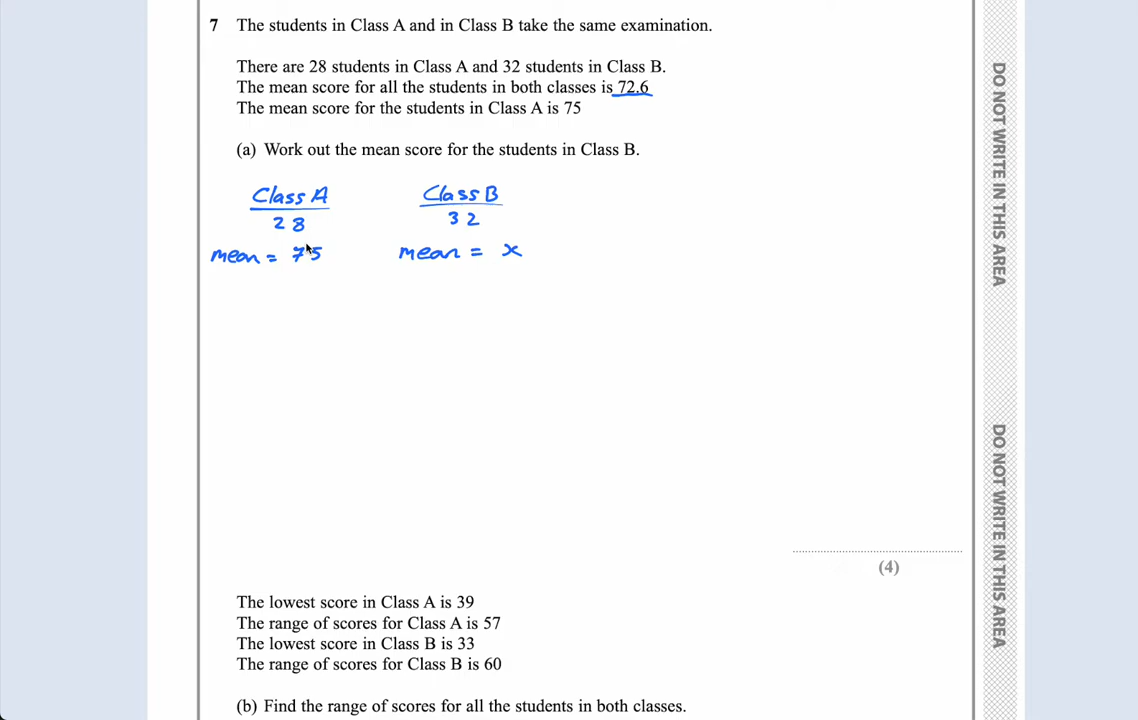 7 The students in Class A and in Class B take the same examination.
There are 28 students in Class A and 32 students in Class B.
The mean score for all the students in both classes is 72.6
The mean score for the students in Class A is 75
(a) Work out the mean score for the students in Class B.
Class A Class B
28 32
mean = 75 mean = x
(4)
The lowest score in Class A is 39
The range of scores for Class A is 57
The lowest score in Class B is 33
The range of scores for Class B is 60
(b) Find the range of scores for all the students in both classes.
DO NOT WRITE IN THIS AREA
DO NOT WRITE IN THIS AREA